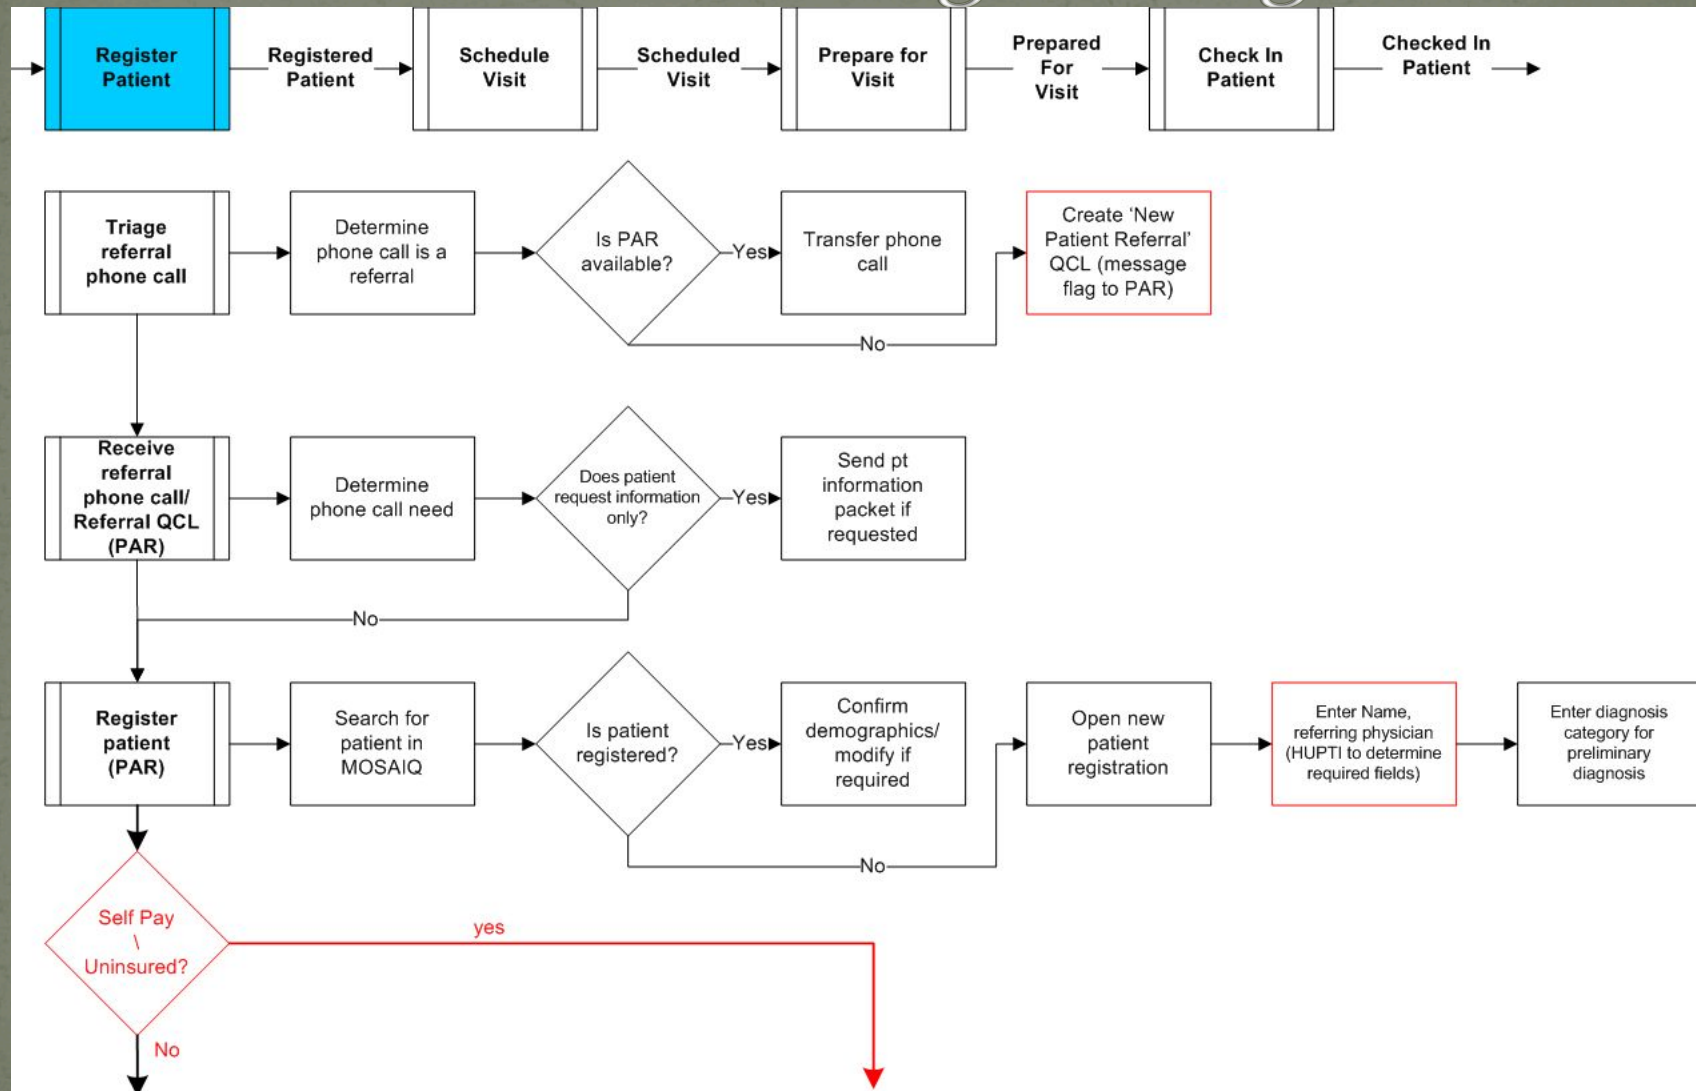 Register
Patient
Registered
Patient
Schedule
Visit
Scheduled
Visit
Prepare for
Visit
Prepared
For
Visit
Check In
Patient
Checked In
Patient
Triage
referral
phone call
Determine
phone call is a
referral
Is PAR
available?
Yes
Transfer phone
call
No
Create ‘New
Patient Referral’
QCL (message
flag to PAR)
Receive
referral
phone call/
Referral QCL
(PAR)
Determine
phone call need
Does patient
request information
only?
Yes
Send pt
information
packet if
requested
No
Register
patient
(PAR)
Search for
patient in
MOSAIQ
Is patient
registered?
Yes
Confirm
demographics/
modify if
required
No
Open new
patient
registration
Enter Name,
referring physician
(HUPTI to determine
required fields)
Enter diagnosis
category for
preliminary
diagnosis
Self Pay
\
Uninsured?
yes
No